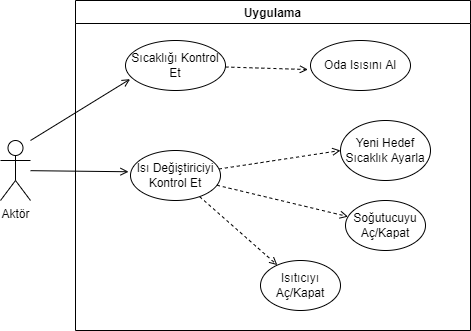 Uygulama
Sıcaklığı Kontrol
Et
Oda Isısını Al
Yeni Hedef
Sıcaklık Ayarla
Isı Değiştiriciyi
Kontrol Et
Aktör
Soğutucuyu
Aç/Kapat
Isıtıcıyı
Aç/Kapat